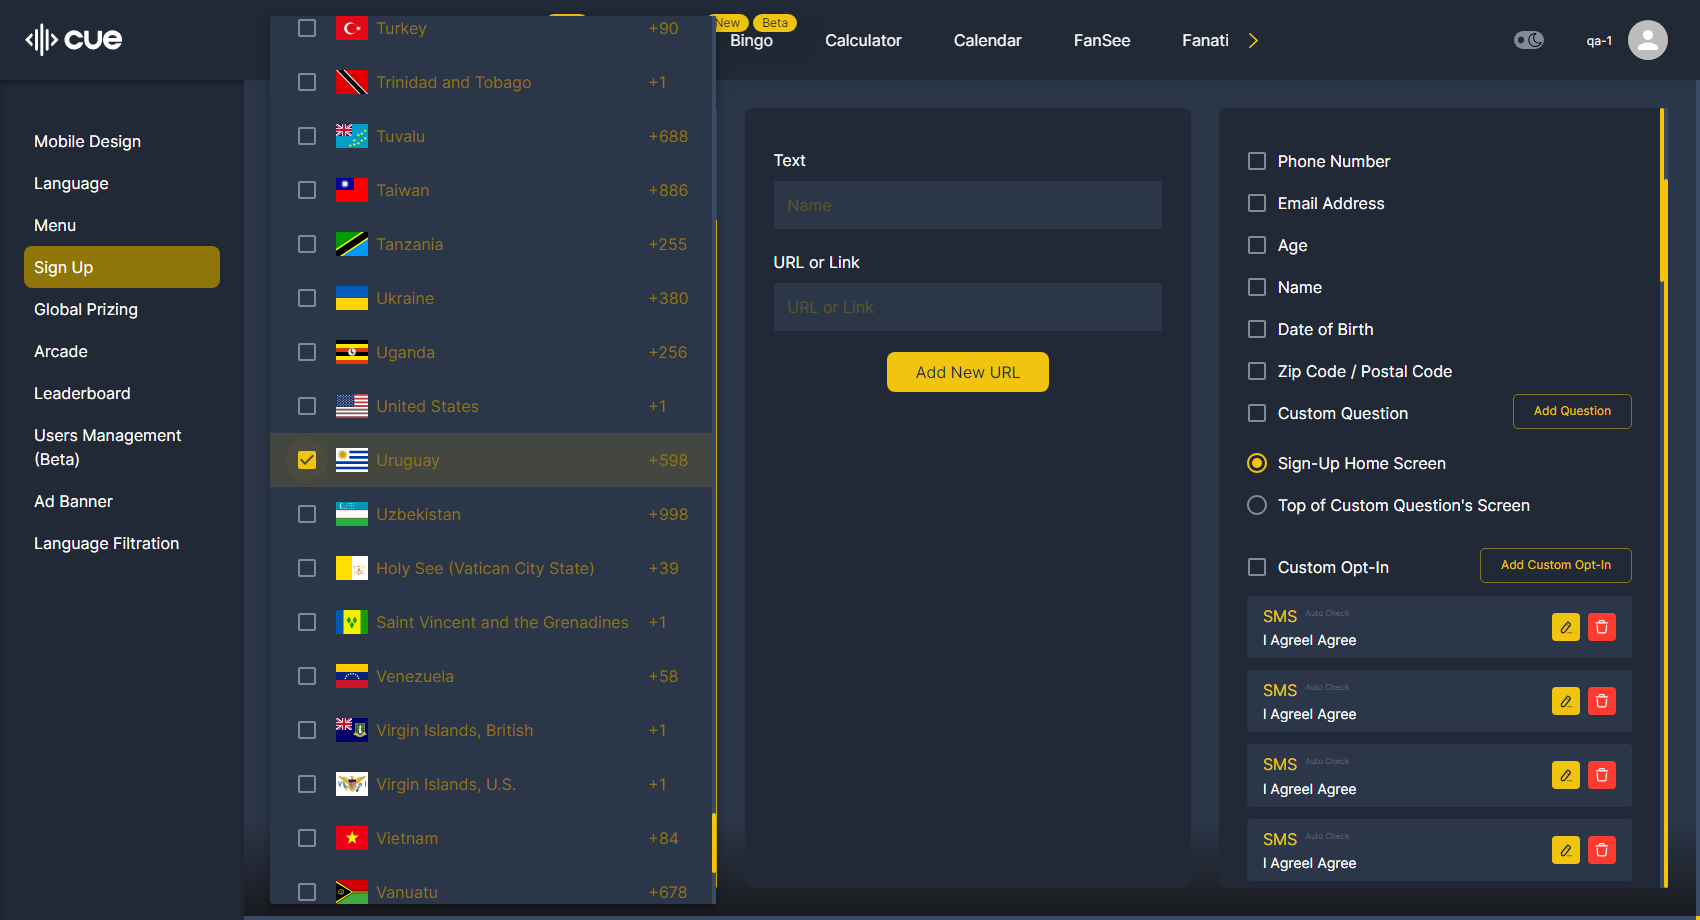 cue
New
Beta
Bingo
Calculator
Calendar
FanSee
Fanati
qa-1
Mobile Design
Language
Menu
Sign Up
Global Prizing
Arcade
Leaderboard
Users Management
(Beta)
Ad Banner
Language Filtration
Turkey +90
Trinidad and Tobago +1
Tuvalu +688
Taiwan +886
Tanzania +255
Ukraine +380
Uganda +256
United States +1
Uruguay +598
Uzbekistan +998
Holy See (Vatican City State) +39
Saint Vincent and the Grenadines +1
Venezuela +58
Virgin Islands, British +1
Virgin Islands, U.S. +1
Vietnam +84
Vanuatu +678
Text
Name
URL or Link
URL or Link
Add New URL
Phone Number
Email Address
Age
Name
Date of Birth
Zip Code / Postal Code
Custom Question Add Question
Sign-Up Home Screen
Top of Custom Question's Screen
Custom Opt-In Add Custom Opt-In
SMS Auto Check
I AgreeI Agree
SMS Auto Check
I AgreeI Agree
SMS Auto Check
I AgreeI Agree
SMS Auto Check
I AgreeI Agree